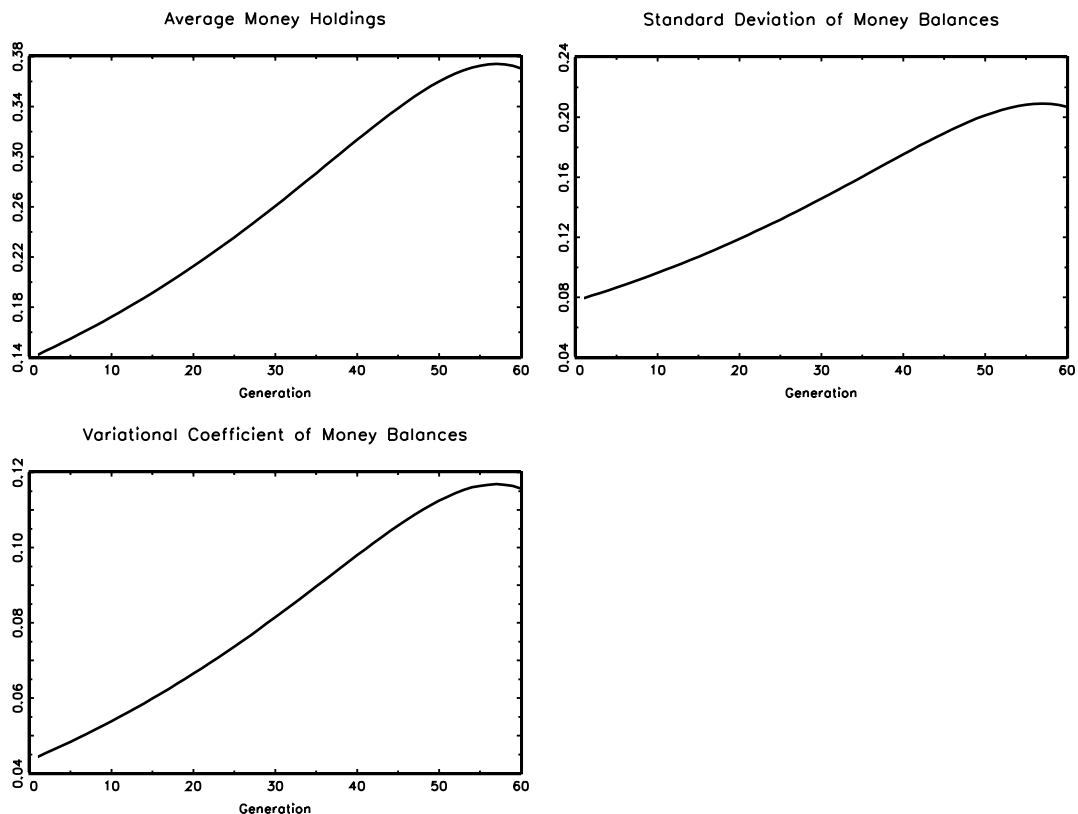 Average Money Holdings
0.38
0.34
0.30
0.26
0.22
0.18
0.14
0 10 20 30 40 50 60
Generation
Standard Deviation of Money Balances
0.24
0.20
0.16
0.12
0.08
0.04
0 10 20 30 40 50 60
Generation
Variational Coefficient of Money Balances
0.12
0.10
0.08
0.06
0.04
0 10 20 30 40 50 60
Generation